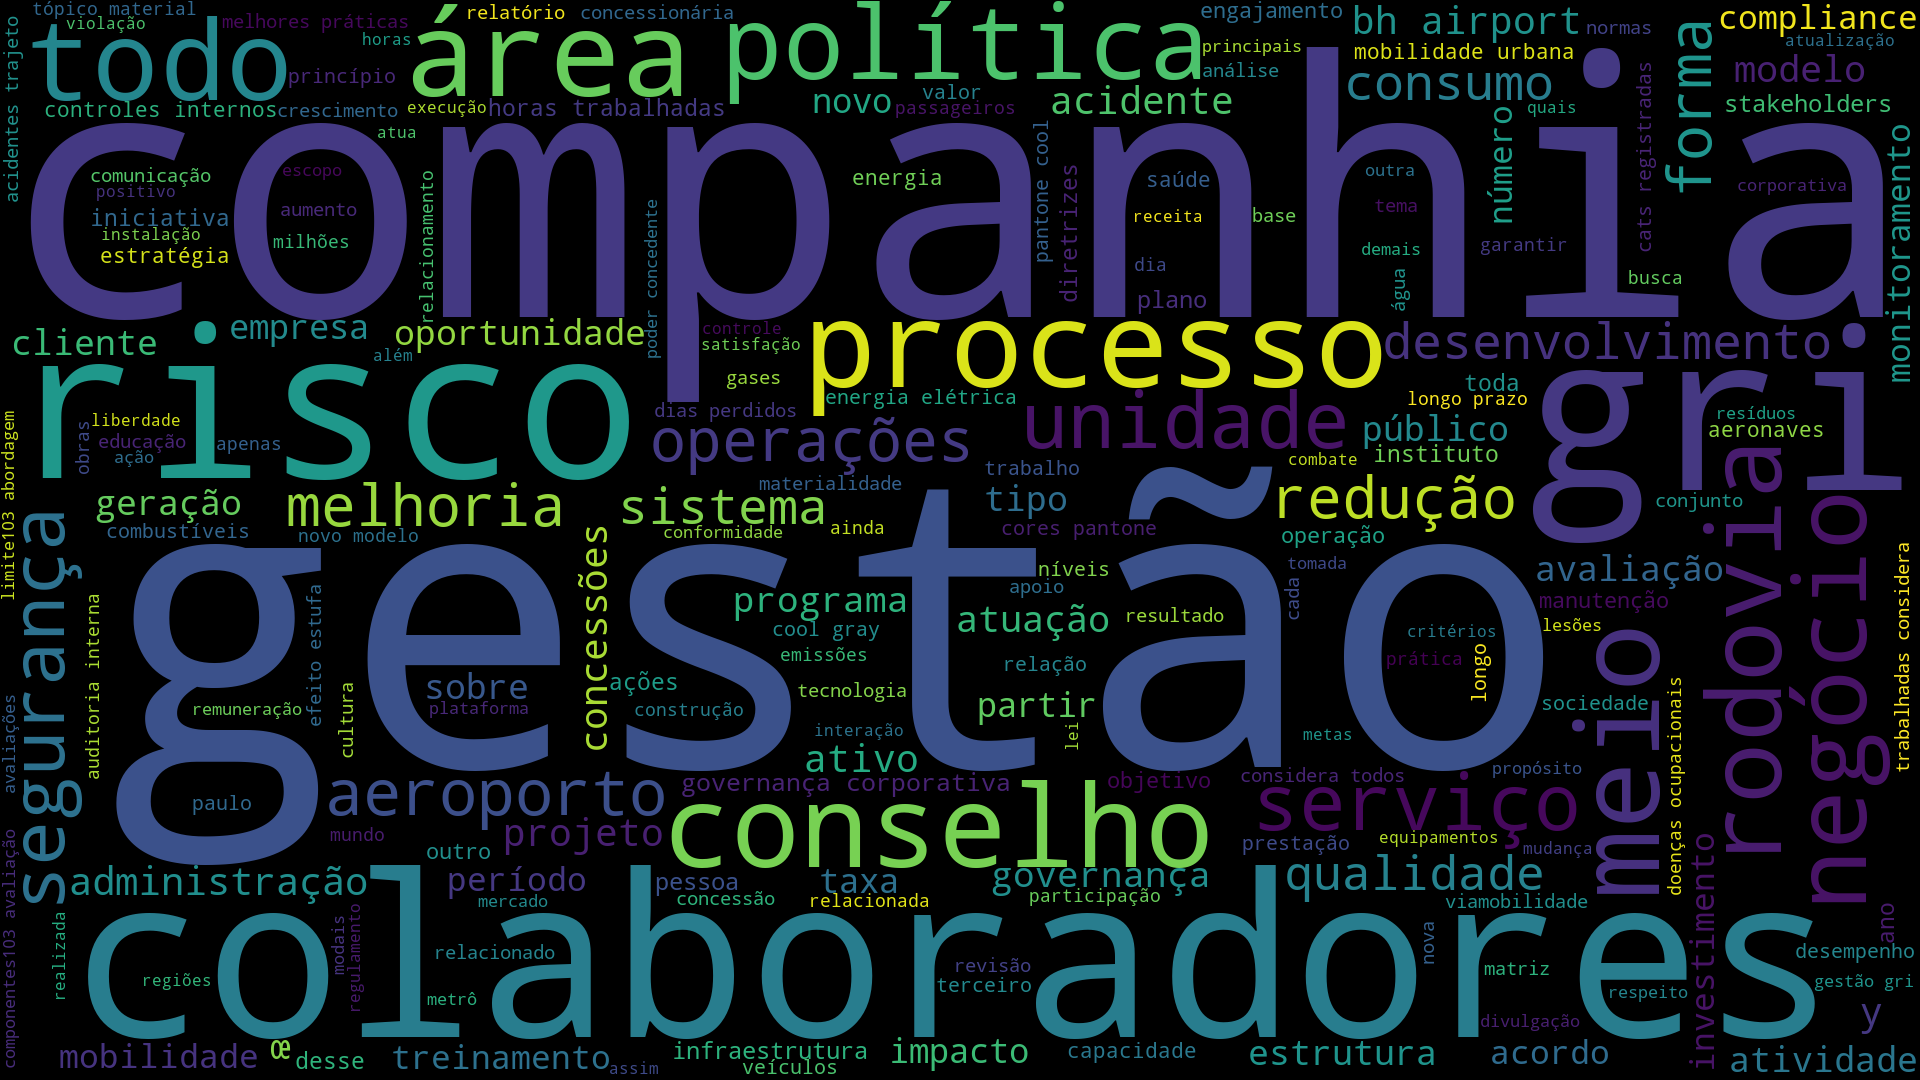 tópico material
melhores práticas
relatório
concessionária
política
engajamento
bh airport
normas
compliance
violação
horas
todo
área
principais
mobilidade urbana
atualização
acidentes trajeto
princípio
análise
consumo
modelo
controles internos
crescimento
execução
horas trabalhadas
novo
valor
passageiros
acidente
quais
forma
stakeholders
atua
companhia
comunicação
escopo
positivo
iniciativa
aumento
instalação
estratégia
milhões
relacionamento
poder concedente
energia
pantone cool
diretrizes
saúde
receita
base
dia
plano
outra
tema
demais
água
número
garantir
cats registradas
corporativa
busca
monitoramento
cliente
empresa
oportunidade
controle
satisfação
processo
desenvolvimento
além
gases
risco
energia elétrica
toda
longo prazo
gri
resíduos
aeronaves
liberdade
educação
ação
obras
apenas
dias perdidos
operações
unidade
público
instituto
combate
limite103 abordagem
trabalho
materialidade
geração
melhoria
sistema
tipo
redução
conjunto
combustíveis
novo modelo
conformidade
ainda
cores pantone
operação
segurança
concessões
gestão
níveis
apoio
tomada
avaliação
manutenção
rodovia
negócio
efeito estufa
auditoria interna
programa
atuação
resultado
cada
lesões
cool gray
emissões
relação
critérios
prática
longo
meio
trabalhadas considera
sobre
ações
tecnologia
plataforma
construção
partir
sociedade
remuneração
cultura
interação
lei
metas
avaliações
ativo
doenças ocupacionais
governança corporativa
objetivo
considera todos
propósito
paulo
aeroporto
mundo
projeto
conselho
serviço
equipamentos
prestação
mudança
outro
administração
período
pessoa
taxa
governança
qualidade
componentes103 avaliação
mercado
concessão
relacionada
participação
viamobilidade
investimento
ano
realizada
modais
regulamento
colaboradores
relacionado
revisão
terceiro
nova
matriz
desempenho
regiões
metrô
respeito
gestão gri
divulgação
y
mobilidade
œ
desse
treinamento
assim
infraestrutura
veículos
impacto
capacidade
estrutura
acordo
atividade